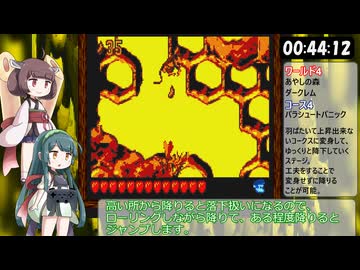 35
00:44:12
ワールド4
あやしの森
ダークレム
コース4
パラシュートパニック
羽ばたいて上昇出来な
いコークスに変身して、
ゆっくりと降下していく
ステージ。
工夫をすることで
変身せずに降りる
ことが可能。
高い所から降りると落下扱いになるので、
ローリングしながら降りて、ある程度降りると
ジャンプします。